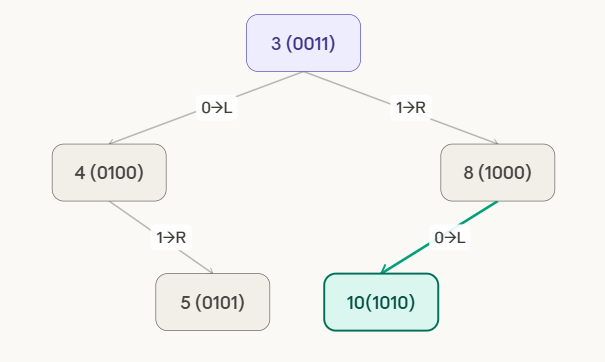 3 (0011)
0→L
1→R
4 (0100)
8 (1000)
1→R
0→L
5 (0101)
10(1010)